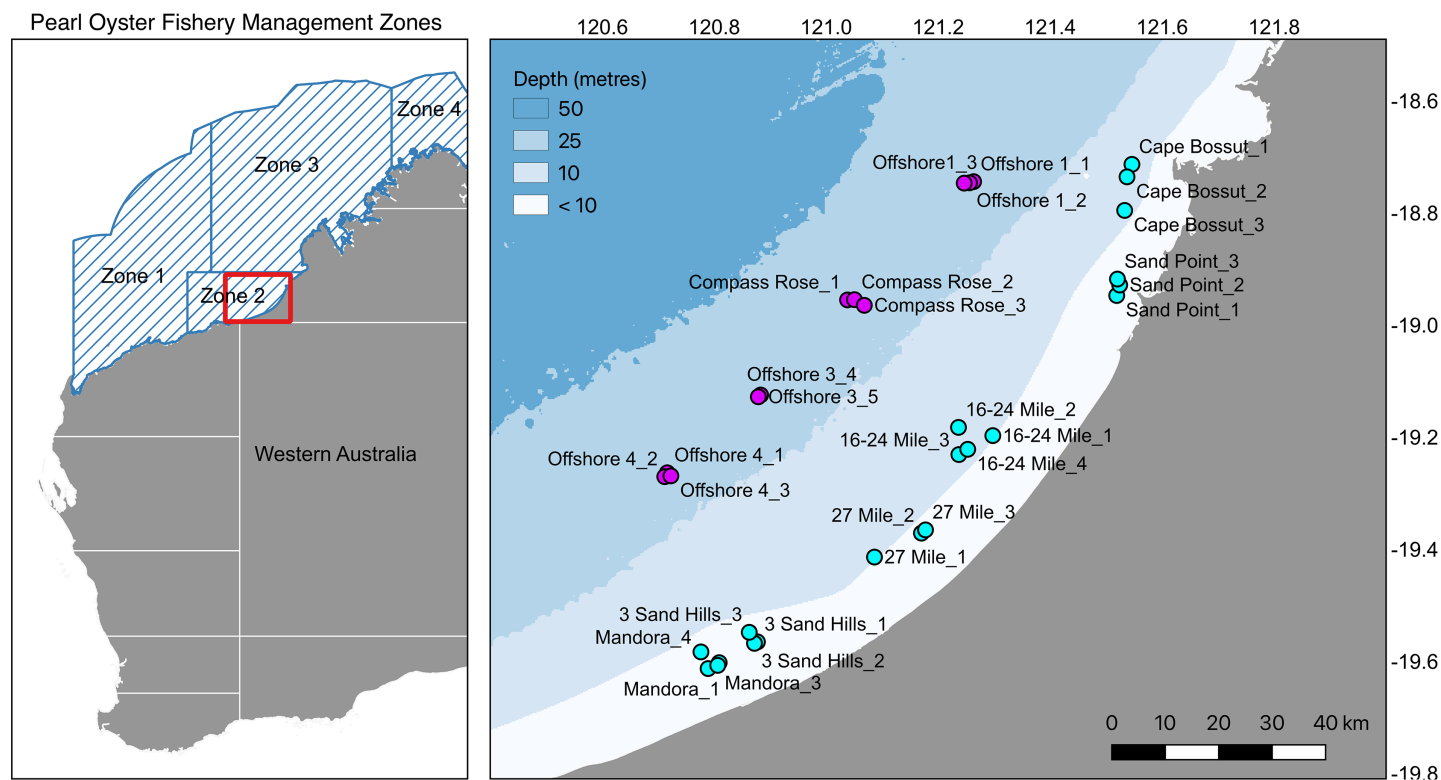 Pearl Oyster Fishery Management Zones
Zone 4
Zone 3
Zone 1
Zone 2
Western Australia
120.6 120.8 121.0 121.2 121.4 121.6 121.8
Depth (metres)
50
25
10
< 10
-18.6
-18.8
-19.0
-19.2
-19.4
-19.6
-19.8
Cape Bossut_1
Offshore1_3 Offshore 1_1
Cape Bossut_2
Offshore 1_2
Cape Bossut_3
Sand Point_3
Compass Rose_1 Compass Rose_2
Sand Point_2
Compass Rose_3
Sand Point_1
Offshore 3_4
Offshore 3_5
16-24 Mile_2
16-24 Mile_3 16-24 Mile_1
Offshore 4_2 Offshore 4_1
16-24 Mile_4
Offshore 4_3
27 Mile_2 27 Mile_3
27 Mile_1
3 Sand Hills_3 3 Sand Hills_1
Mandora_4
3 Sand Hills_2
Mandora_1 Mandora_3
0 10 20 30 40 km